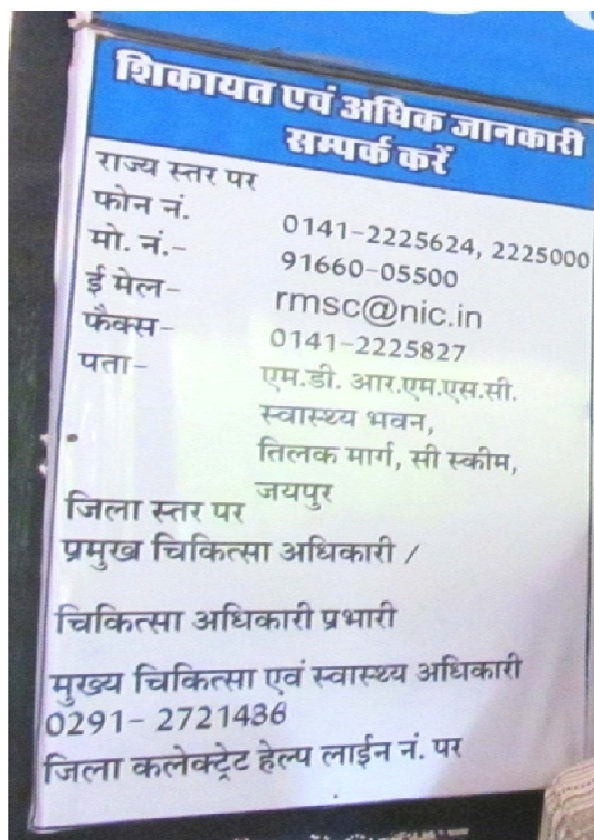 शिकायत एवं अधिक जानकारी
सम्पर्क करें
राज्य स्तर पर
फोन नं. 0141-2225624, 2225000
मो. नं.- 91660-05500
ई मेल- rmsc@nic.in
फैक्स- 0141-2225827
पता- एम.डी. आर.एम.एस.सी.
स्वास्थ्य भवन,
तिलक मार्ग, सी स्कीम,
जयपुर
जिला स्तर पर
प्रमुख चिकित्सा अधिकारी /
चिकित्सा अधिकारी प्रभारी
मुख्य चिकित्सा एवं स्वास्थ्य अधिकारी
0291- 2721436
जिला कलेक्ट्रेट हेल्प लाईन नं. पर